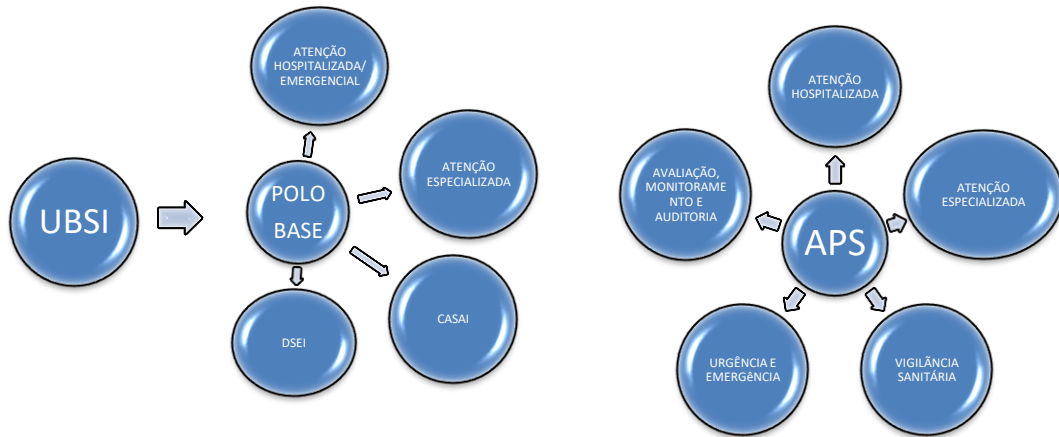 UBSI
ATENÇÃO
HOSPITALIZADA/
EMERGENCIAL
POLO
BASE
ATENÇÃO
ESPECIALIZADA
CASAI
DSEI
ATENÇÃO
HOSPITALIZADA
AVALIAÇÃO,
MONITORAME
NTO E
AUDITORIA
APS
ATENÇÃO
ESPECIALIZADA
URGÊNCIA E
EMERGêNCIA
VIGILÃNCIA
SANITÁRIA